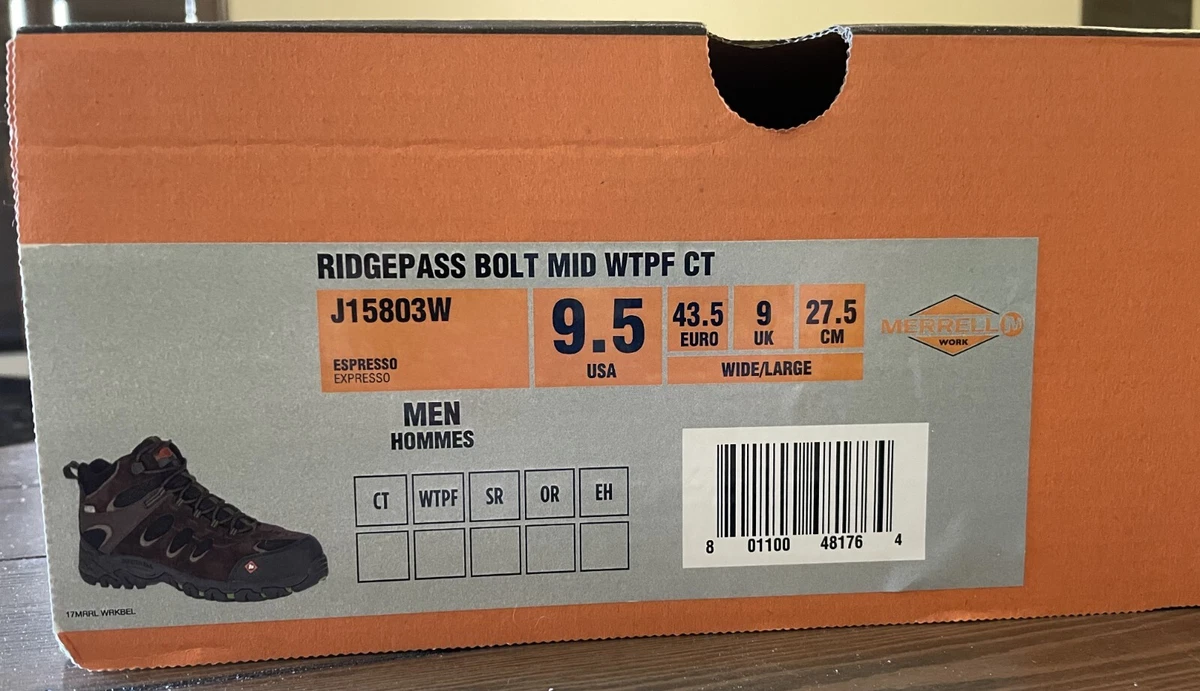 RIDGEPASS BOLT MID WTPF CT
J15803W
ESPRESSO
EXPRESSO
9.5
USA
43.5
EURO
9
UK
27.5
CM
WIDE/LARGE
MERRELL M
WORK
MEN
HOMMES
CT WTPF SR OR EH
8 01100 48176 4
17MRRL WRKBEL